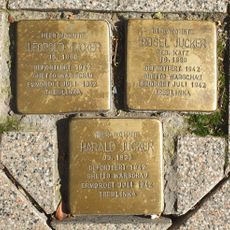 HIER WOHNTE
LEOPOLD JUCKER
DEPORTIERT 1942
GHETTO WARSCHAU
ERMORDET JULI 1942
TREBLINKA
HIER WOHNTE
ROSEL JUCKER
GEB. KATZ
DEPORTIERT 1942
GHETTO WARSCHAU
ERMORDET JULI 1942
TREBLINKA
HIER WOHNTE
HARALD JUCKER
DEPORTIERT 1942
GHETTO WARSCHAU
ERMORDET JULI 1942
TREBLINKA